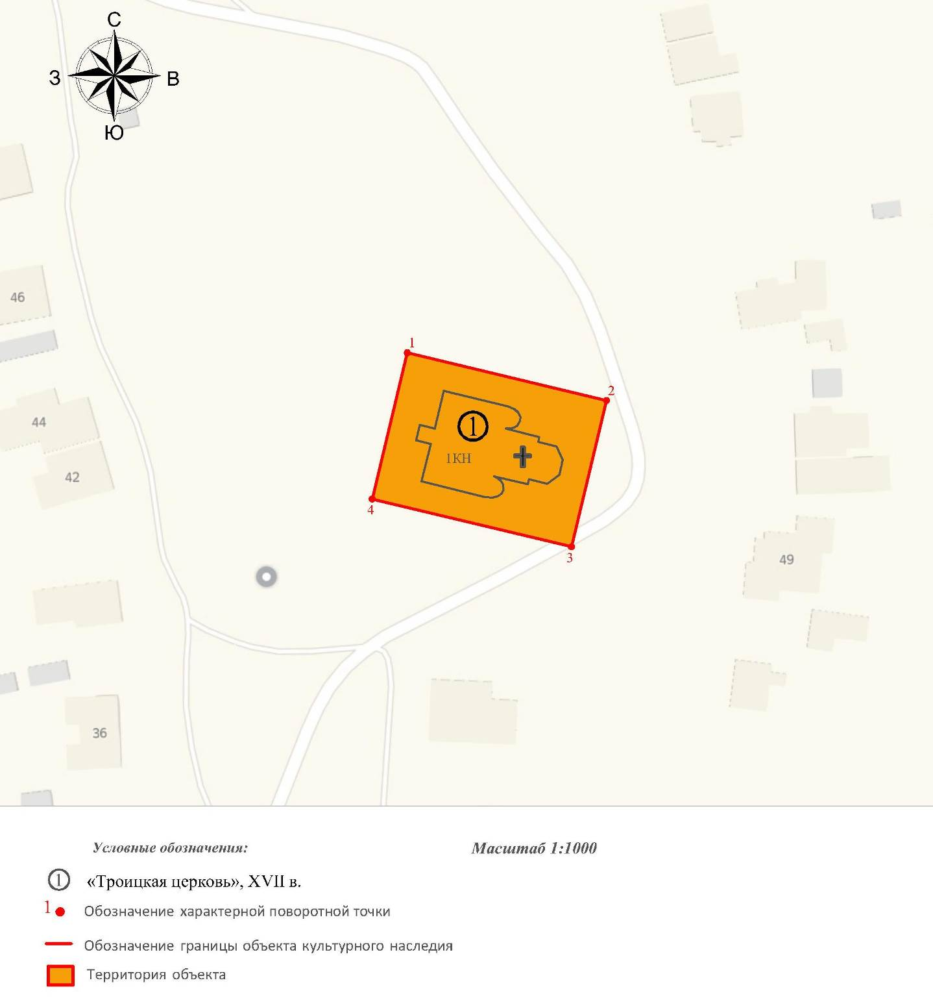 С
З
В
Ю
46
1
2
44
1
1КН
42
4
3
49
36
Условные обозначения:
Масштаб 1:1000
1 «Троицкая церковь», XVII в.
1 Обозначение характерной поворотной точки
Обозначение границы объекта культурного наследия
Территория объекта